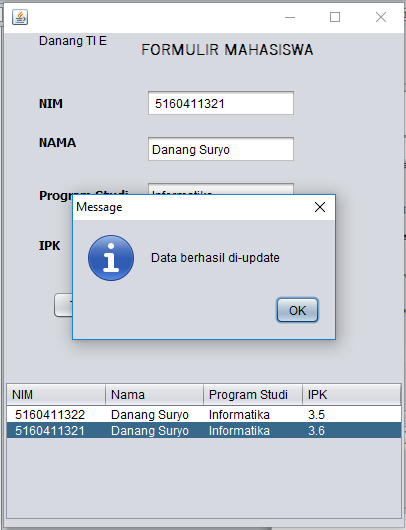 Danang TI E
FORMULIR MAHASISWA
NIM
5160411321
NAMA
Danang Suryo
Program Studi
Informatika
IPK
Message
Data berhasil di-update
OK
NIM Nama Program Studi IPK
5160411322 Danang Suryo Informatika 3.5
5160411321 Danang Suryo Informatika 3.6